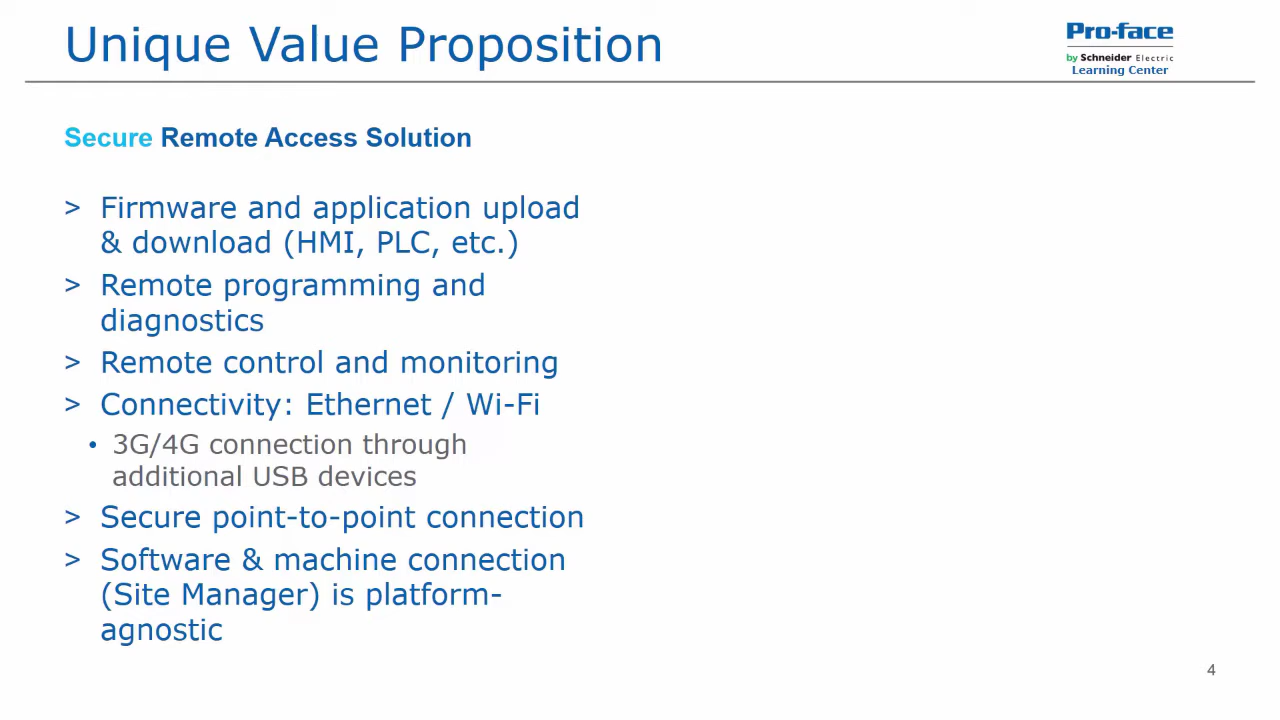 Unique Value Proposition
Pro-face
by Schneider Electric
Learning Center
Secure Remote Access Solution
> Firmware and application upload
& download (HMI, PLC, etc.)
> Remote programming and
diagnostics
> Remote control and monitoring
> Connectivity: Ethernet / Wi-Fi
• 3G/4G connection through
additional USB devices
> Secure point-to-point connection
> Software & machine connection
(Site Manager) is platform-
agnostic
4